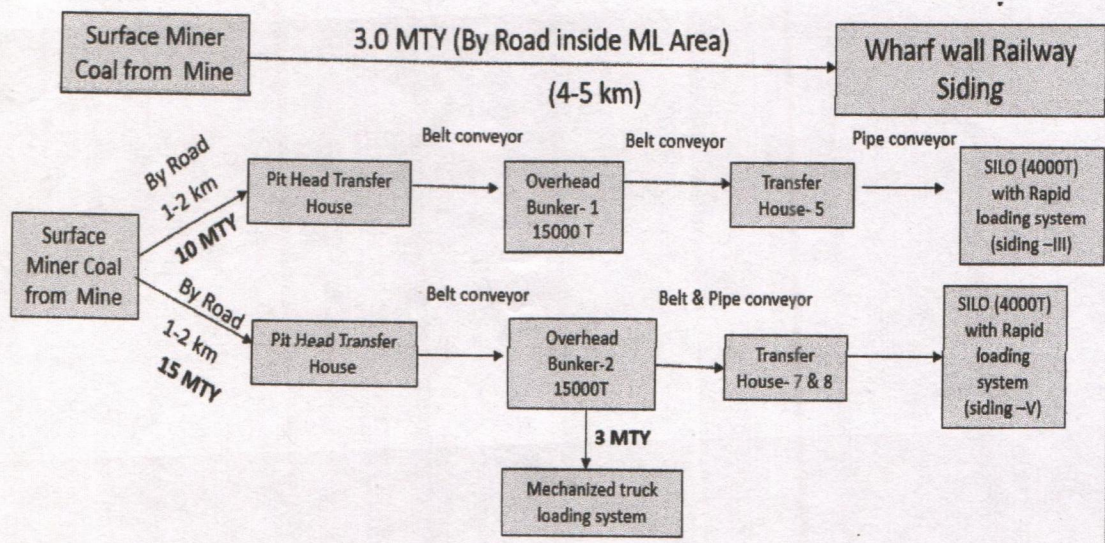 Surface Miner
Coal from Mine
3.0 MTY (By Road inside ML Area)
(4-5 km)
Wharf wall Railway
Siding
Surface
Miner Coal
from Mine
By Road
1-2 km
10 MTY
Pit Head Transfer
House
Belt conveyor
Overhead
Bunker- 1
15000 T
Belt conveyor
Transfer
House- 5
Pipe conveyor
SILO (4000T)
with Rapid
loading system
(siding –III)
By Road
1-2 km
15 MTY
Pit Head Transfer
House
Belt conveyor
Overhead
Bunker-2
15000T
Belt & Pipe conveyor
Transfer
House- 7 & 8
SILO (4000T)
with Rapid
loading
system
(siding –V)
3 MTY
Mechanized truck
loading system